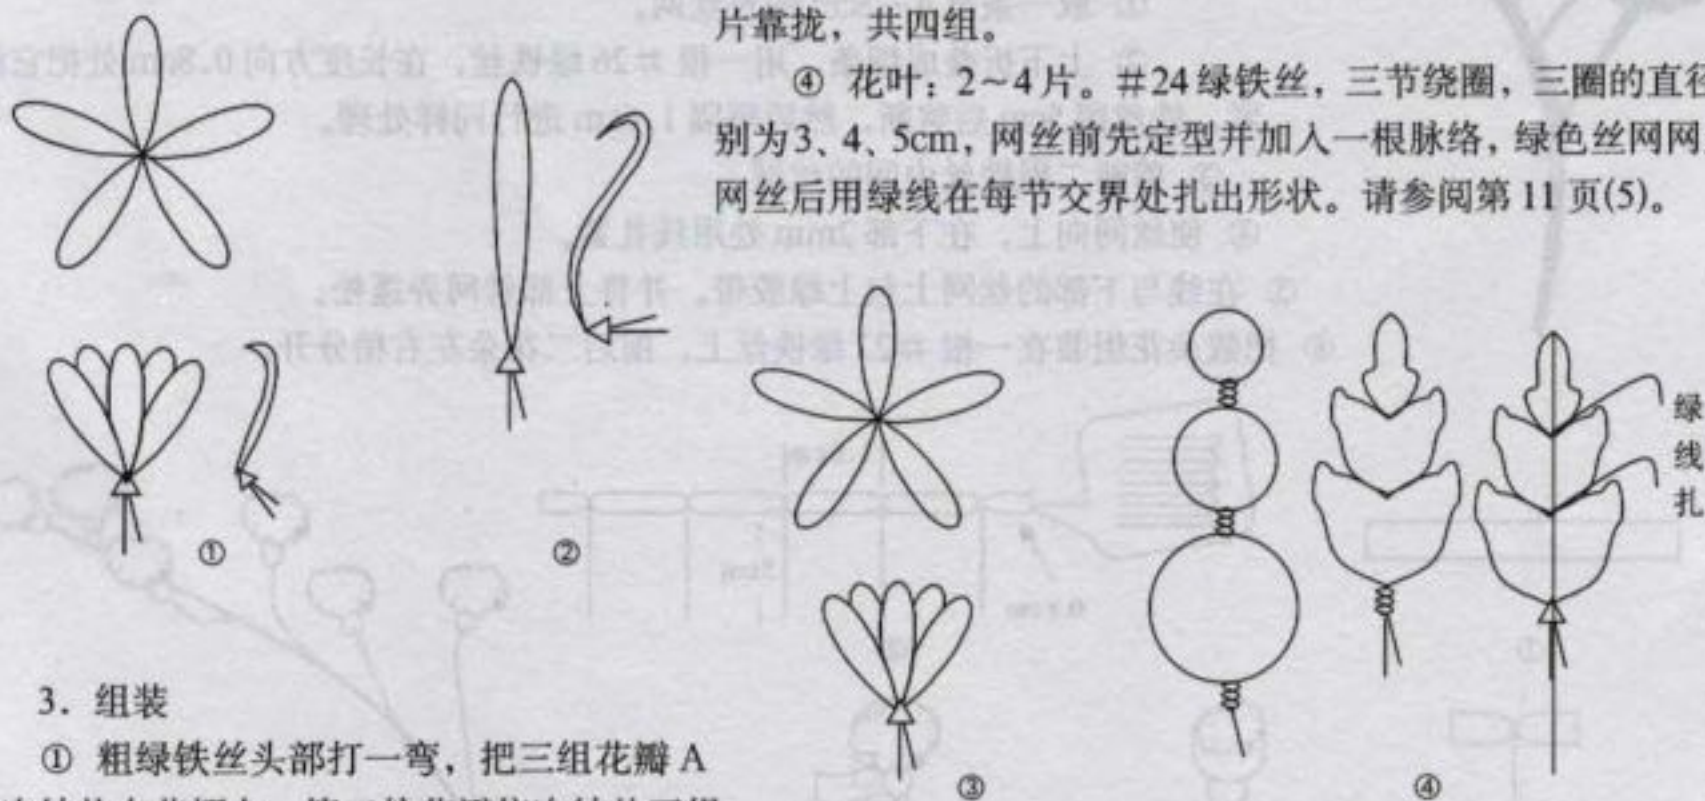 片靠拢，共四组。
④ 花叶：2～4片。#24绿铁丝，三节绕圈，三圈的直径
别为3、4、5cm，网丝前先定型并加入一根脉络，绿色丝网网
网丝后用绿线在每节交界处扎出形状。请参阅第11页(5)。
绿
线
扎
①
②
③
④
3. 组装
① 粗绿铁丝头部打一弯，把三组花瓣 A